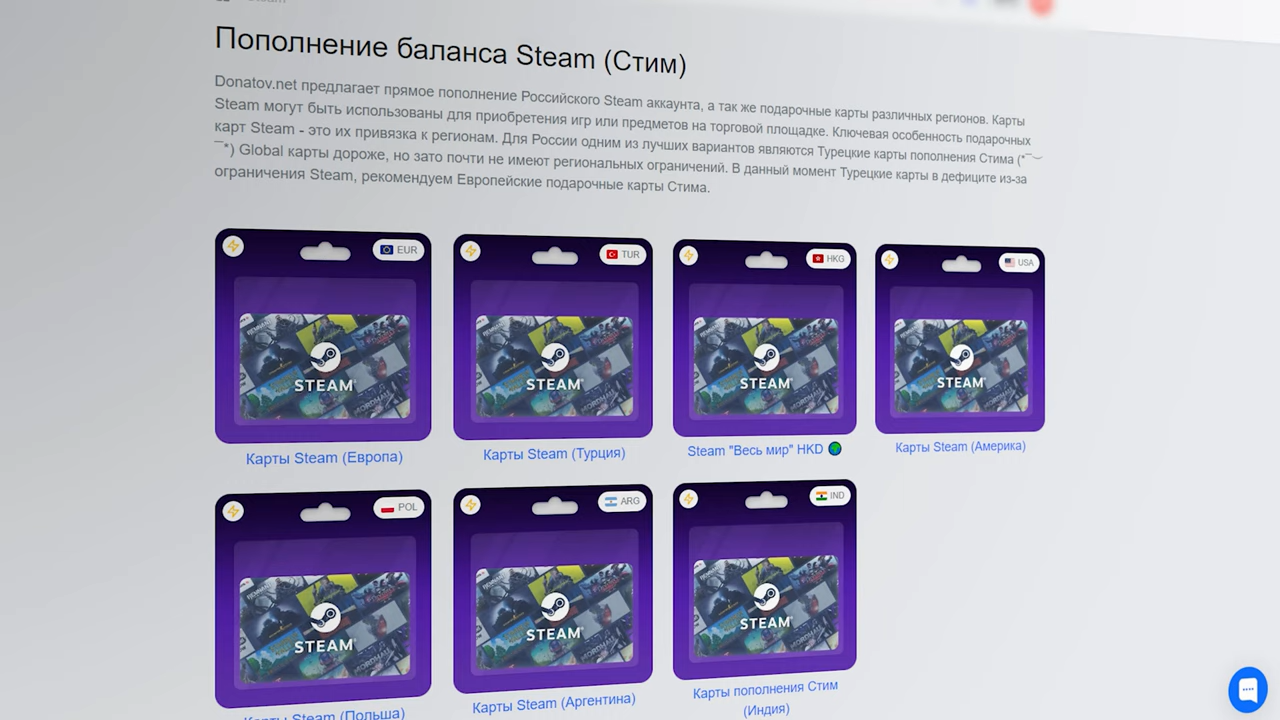 Пополнение баланса Steam (Стим)
Donatov.net предлагает прямое пополнение Российского Steam аккаунта, а так же подарочные карты различных регионов. Карты
Steam могут быть использованы для приобретения игр или предметов на торговой площадке. Ключевая особенность подарочных
карт Steam - это их привязка к регионам. Для России одним из лучших вариантов являются Турецкие карты пополнения Стима (*¯︶
¯*) Global карты дороже, но зато почти не имеют региональных ограничений. В данный момент Турецкие карты в дефиците из-за
ограничения Steam, рекомендуем Европейские подарочные карты Стима.
EUR
TUR
HKG
USA
STEAM
STEAM
STEAM
STEAM
Карты Steam (Европа)
Карты Steam (Турция)
Steam "Весь мир" HKD
Карты Steam (Америка)
POL
ARG
IND
STEAM
STEAM
STEAM
Карты Steam (Польша)
Карты Steam (Аргентина)
Карты пополнения Стим
(Индия)